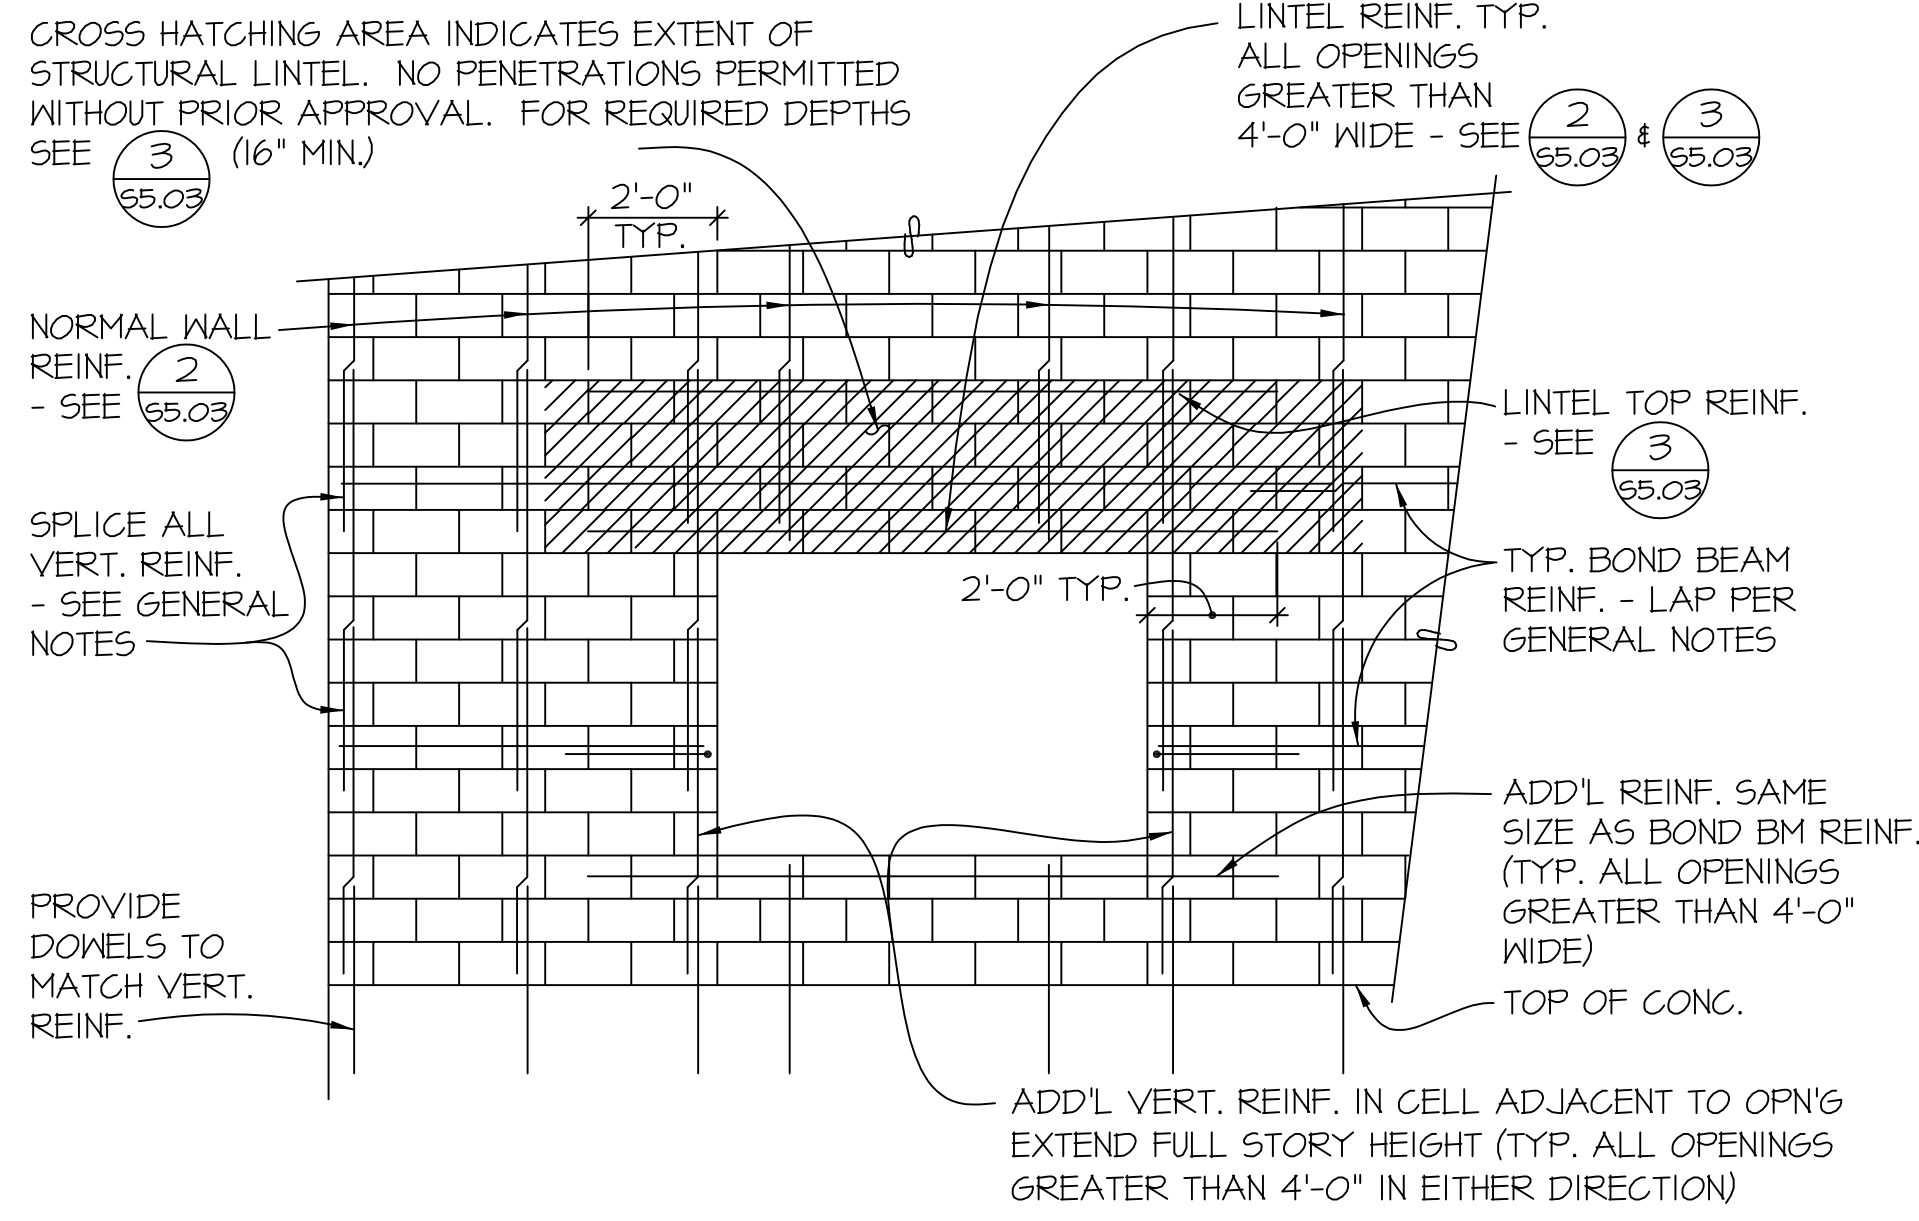 CROSS HATCHING AREA INDICATES EXTENT OF
STRUCTURAL LINTEL. NO PENETRATIONS PERMITTED
WITHOUT PRIOR APPROVAL. FOR REQUIRED DEPTHS
SEE 3 S5.03 (16" MIN.)
LINTEL REINF. TYP.
ALL OPENINGS
GREATER THAN
4'-0" WIDE - SEE 2 S5.03 & 3 S5.03
2'-0"
TYP.
NORMAL WALL
REINF. 2
- SEE S5.03
LINTEL TOP REINF.
- SEE 3
S5.03
SPLICE ALL
VERT. REINF.
- SEE GENERAL
NOTES
TYP. BOND BEAM
REINF. - LAP PER
GENERAL NOTES
2'-0" TYP.
ADD'L REINF. SAME
SIZE AS BOND BM REINF.
(TYP. ALL OPENINGS
GREATER THAN 4'-0"
WIDE)
PROVIDE
DOWELS TO
MATCH VERT.
REINF.
TOP OF CONC.
ADD'L VERT. REINF. IN CELL ADJACENT TO OPN'G
EXTEND FULL STORY HEIGHT (TYP. ALL OPENINGS
GREATER THAN 4'-0" IN EITHER DIRECTION)